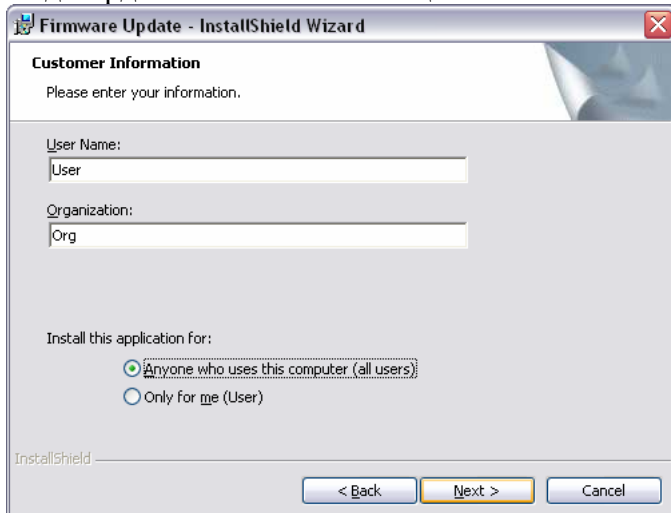 Firmware Update - InstallShield Wizard
Customer Information
Please enter your information.
User Name:
User
Organization:
Org
Install this application for:
Anyone who uses this computer (all users)
Only for me (User)
InstallShield
< Back
Next >
Cancel